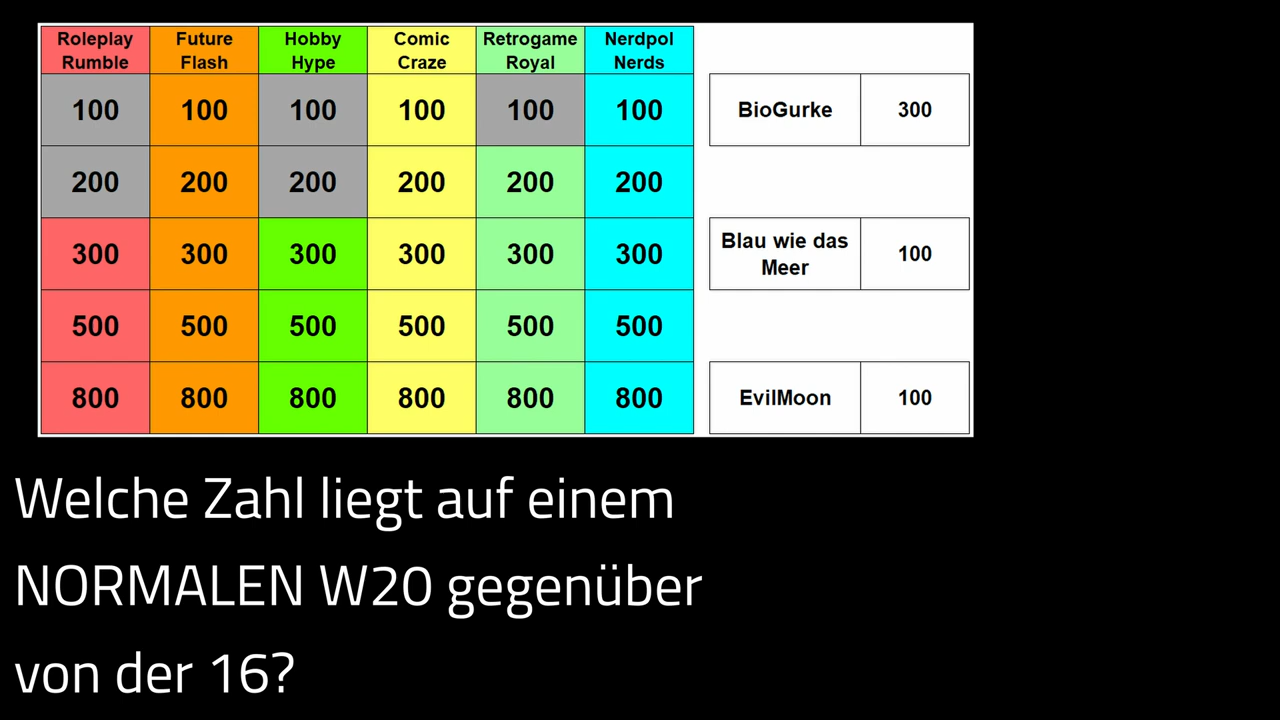 Roleplay Future Hobby Comic Retrogame Nerdpol
Rumble Flash Hype Craze Royal Nerds
100 100 100 100 100 100 BioGurke 300
200 200 200 200 200 200
300 300 300 300 300 300 Blau wie das Meer 100
500 500 500 500 500 500
800 800 800 800 800 800 EvilMoon 100
Welche Zahl liegt auf einem
NORMALEN W20 gegenüber
von der 16?